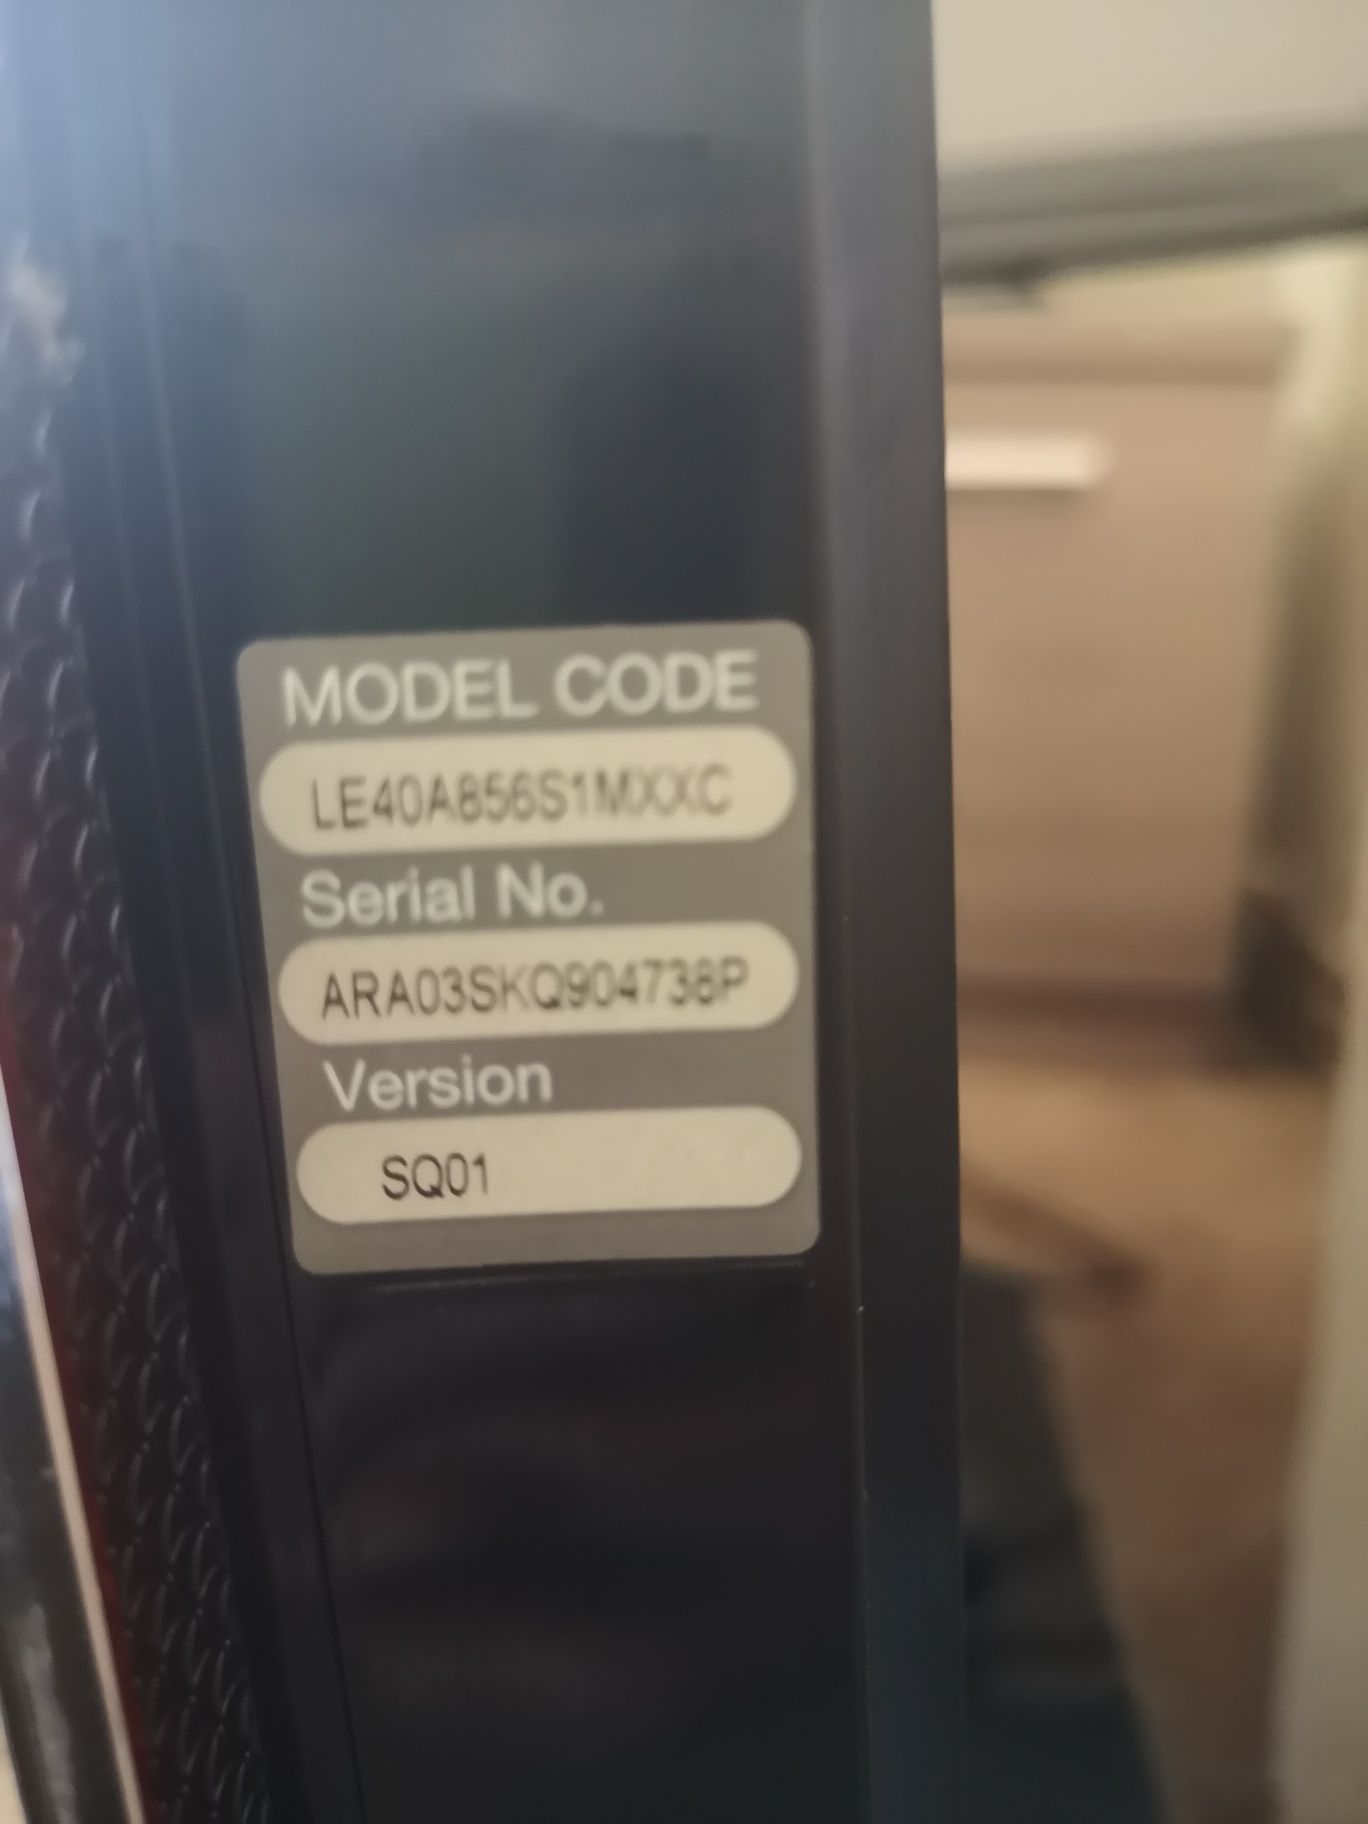 MODEL CODE
LE40A856S1MXXC
Serial No.
ARA03SKQ904738P
Version
SQ01